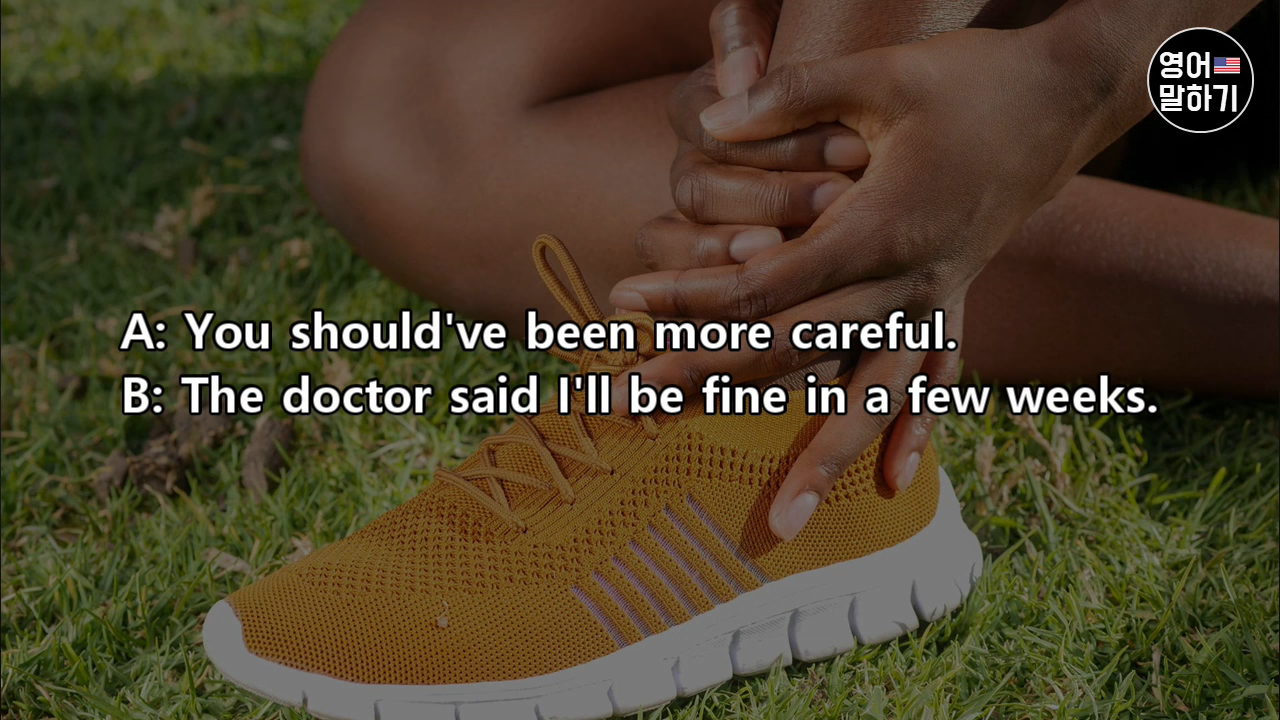 영어
말하기
A: You should've been more careful.
B: The doctor said I'll be fine in a few weeks.